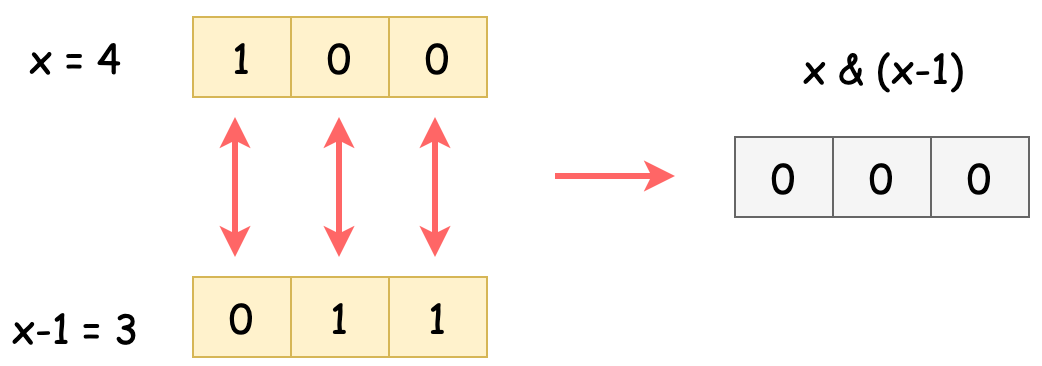 x = 4
1 0 0
x & (x-1)
0 0 0
x-1 = 3
0 1 1